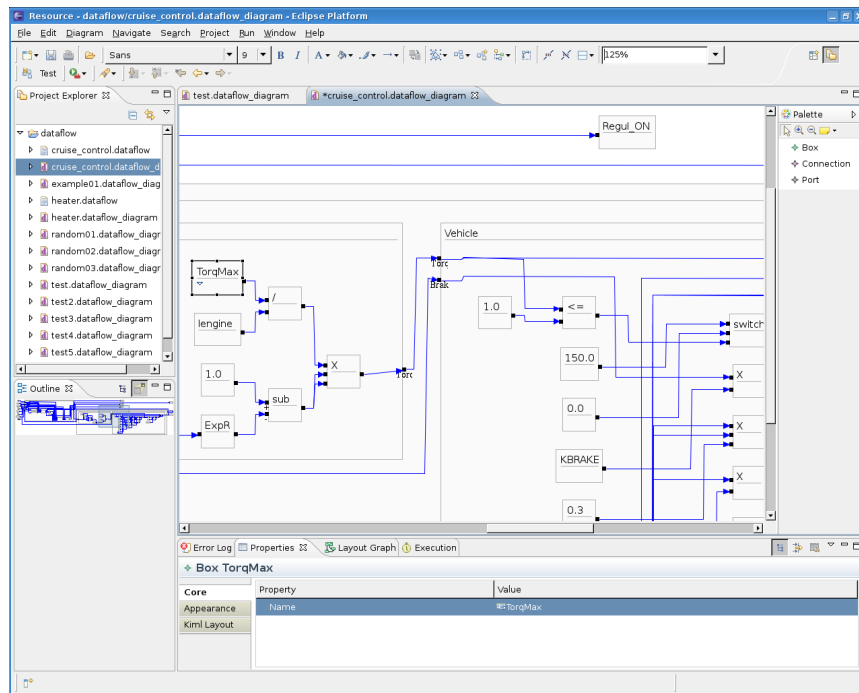 Resource - dataflow/cruise_control.dataflow_diagram - Eclipse Platform
File Edit Diagram Navigate Search Project Run Window Help
Sans 9 B I A 125%
Test
Project Explorer
test.dataflow_diagram *cruise_control.dataflow_diagram
Palette
Box
Connection
Port
dataflow
cruise_control.dataflow
cruise_control.dataflow_d
example01.dataflow_diag
heater.dataflow
heater.dataflow_diagram
random01.dataflow_diagr
random02.dataflow_diagr
random03.dataflow_diagr
test.dataflow_diagram
test2.dataflow_diagram
test3.dataflow_diagram
test4.dataflow_diagram
test5.dataflow_diagram
Outline
Regul_ON
Vehicle
TorqMax
/
Torc
Brak
Iengine
1.0
<=
switch
X
Torc
150.0
X
1.0
sub
+
-
0.0
ExpR
X
KBRAKE
X
0.3
Error Log Properties Layout Graph Execution
Box TorqMax
Core
Appearance
Kiml Layout
Property Value
Name TorqMax